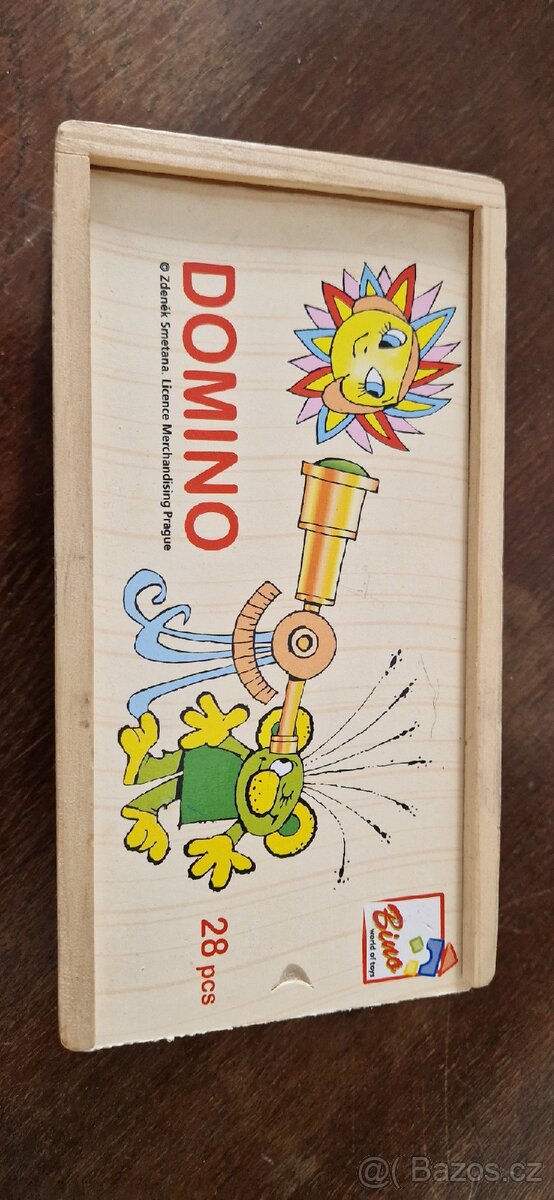 DOMINO
© Zdeněk Smetana. Licence Merchandising Prague
28 pcs
Bino
world of toys
@( Bazos.cz